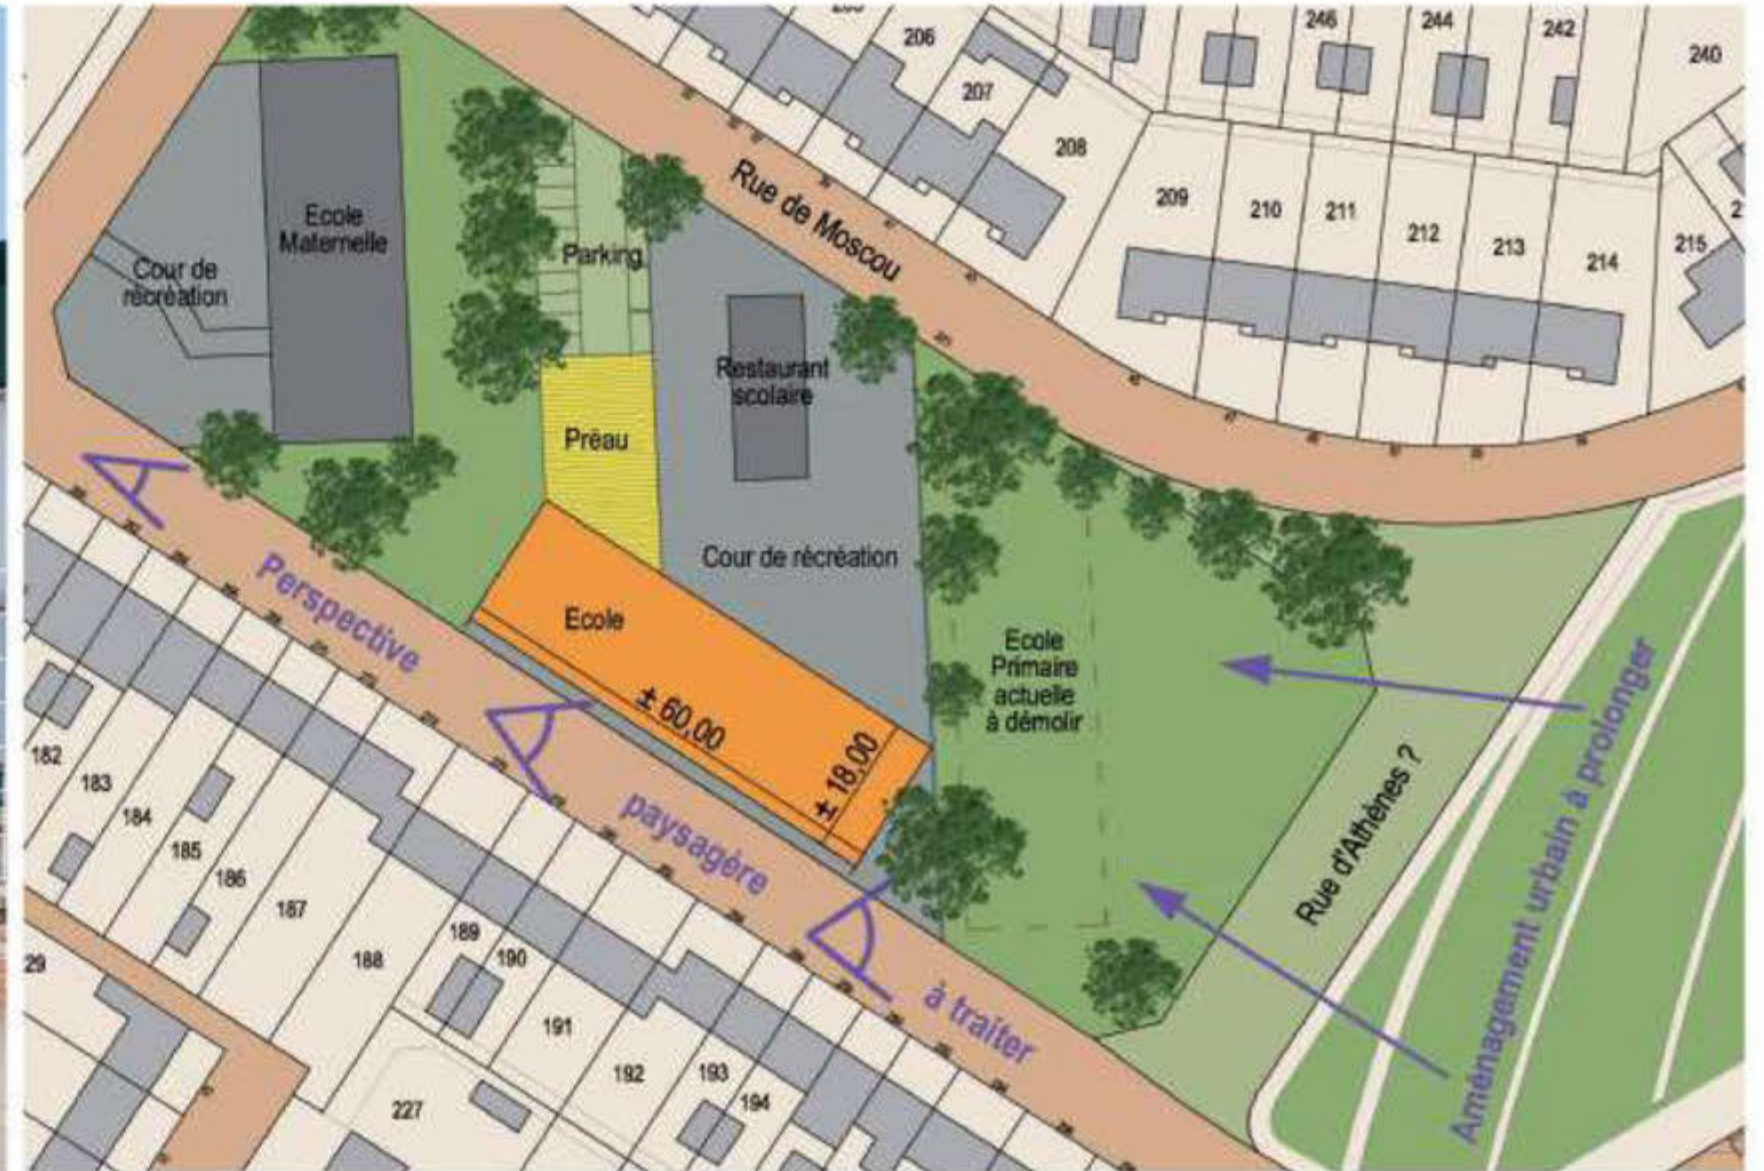 206
246
244
242
240
207
208
Rue de Moscou
209
210
211
212
213
214
215
Ecole
Maternelle
Cour de
récréation
Parking
Restaurant
scolaire
Préau
Cour de récréation
Ecole
± 60,00
± 18,00
Ecole
Primaire
actuelle
à démolir
Perspective
paysagère
à traiter
Rue d'Athènes ?
Aménagement urbain à prolonger
182
183
184
185
186
187
188
189
190
191
192
193
194
227
29